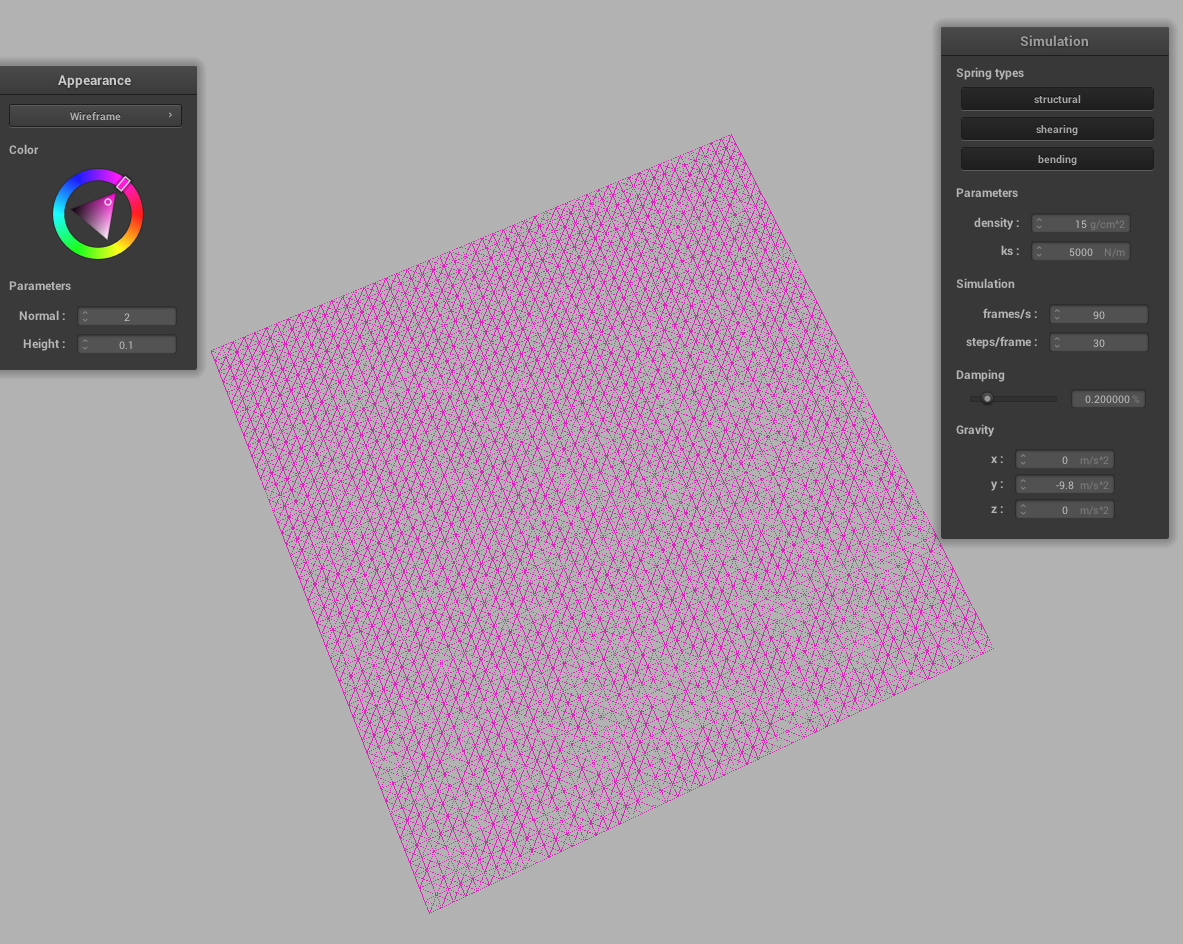 Appearance
Wireframe
Color
Parameters
Normal : 2
Height : 0.1
Simulation
Spring types
structural
shearing
bending
Parameters
density : 15 g/cm^2
ks : 5000 N/m
Simulation
frames/s : 90
steps/frame : 30
Damping
0.200000 %
Gravity
x : 0 m/s^2
y : -9.8 m/s^2
z : 0 m/s^2